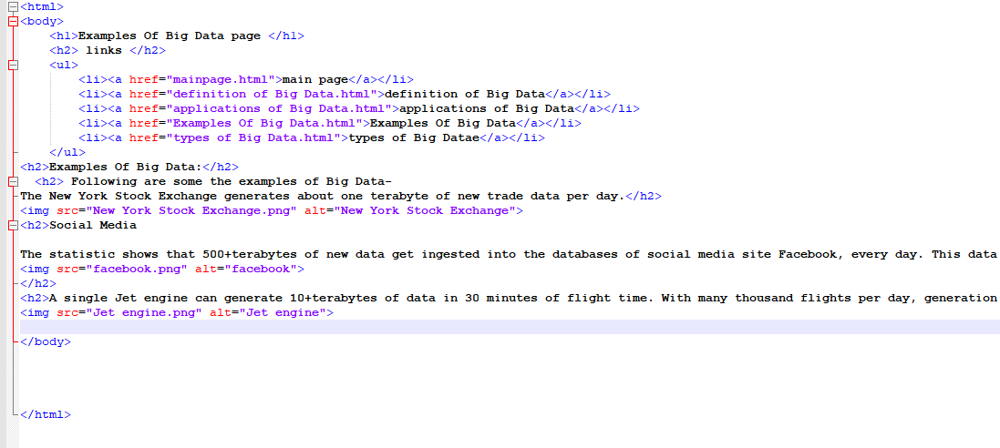 <html>
<body>
<h1>Examples Of Big Data page </h1>
<h2> links </h2>
<ul>
<li><a href="mainpage.html">main page</a></li>
<li><a href="definition of Big Data.html">definition of Big Data</a></li>
<li><a href="applications of Big Data.html">applications of Big Data</a></li>
<li><a href="Examples Of Big Data.html">Examples Of Big Data</a></li>
<li><a href="types of Big Data.html">types of Big Datae</a></li>
</ul>
<h2>Examples Of Big Data:</h2>
<h2> Following are some the examples of Big Data-
The New York Stock Exchange generates about one terabyte of new trade data per day.</h2>
<img src="New York Stock Exchange.png" alt="New York Stock Exchange">
<h2>Social Media
The statistic shows that 500+terabytes of new data get ingested into the databases of social media site Facebook, every day. This data
<img src="facebook.png" alt="facebook">
</h2>
<h2>A single Jet engine can generate 10+terabytes of data in 30 minutes of flight time. With many thousand flights per day, generation
<img src="Jet engine.png" alt="Jet engine">
</body>
</html>